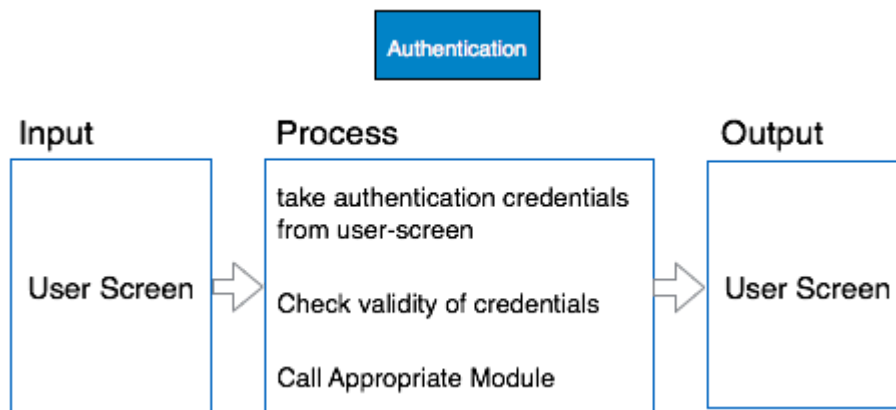 Authentication
Input
Process
Output
User Screen
take authentication credentials
from user-screen
Check validity of credentials
Call Appropriate Module
User Screen